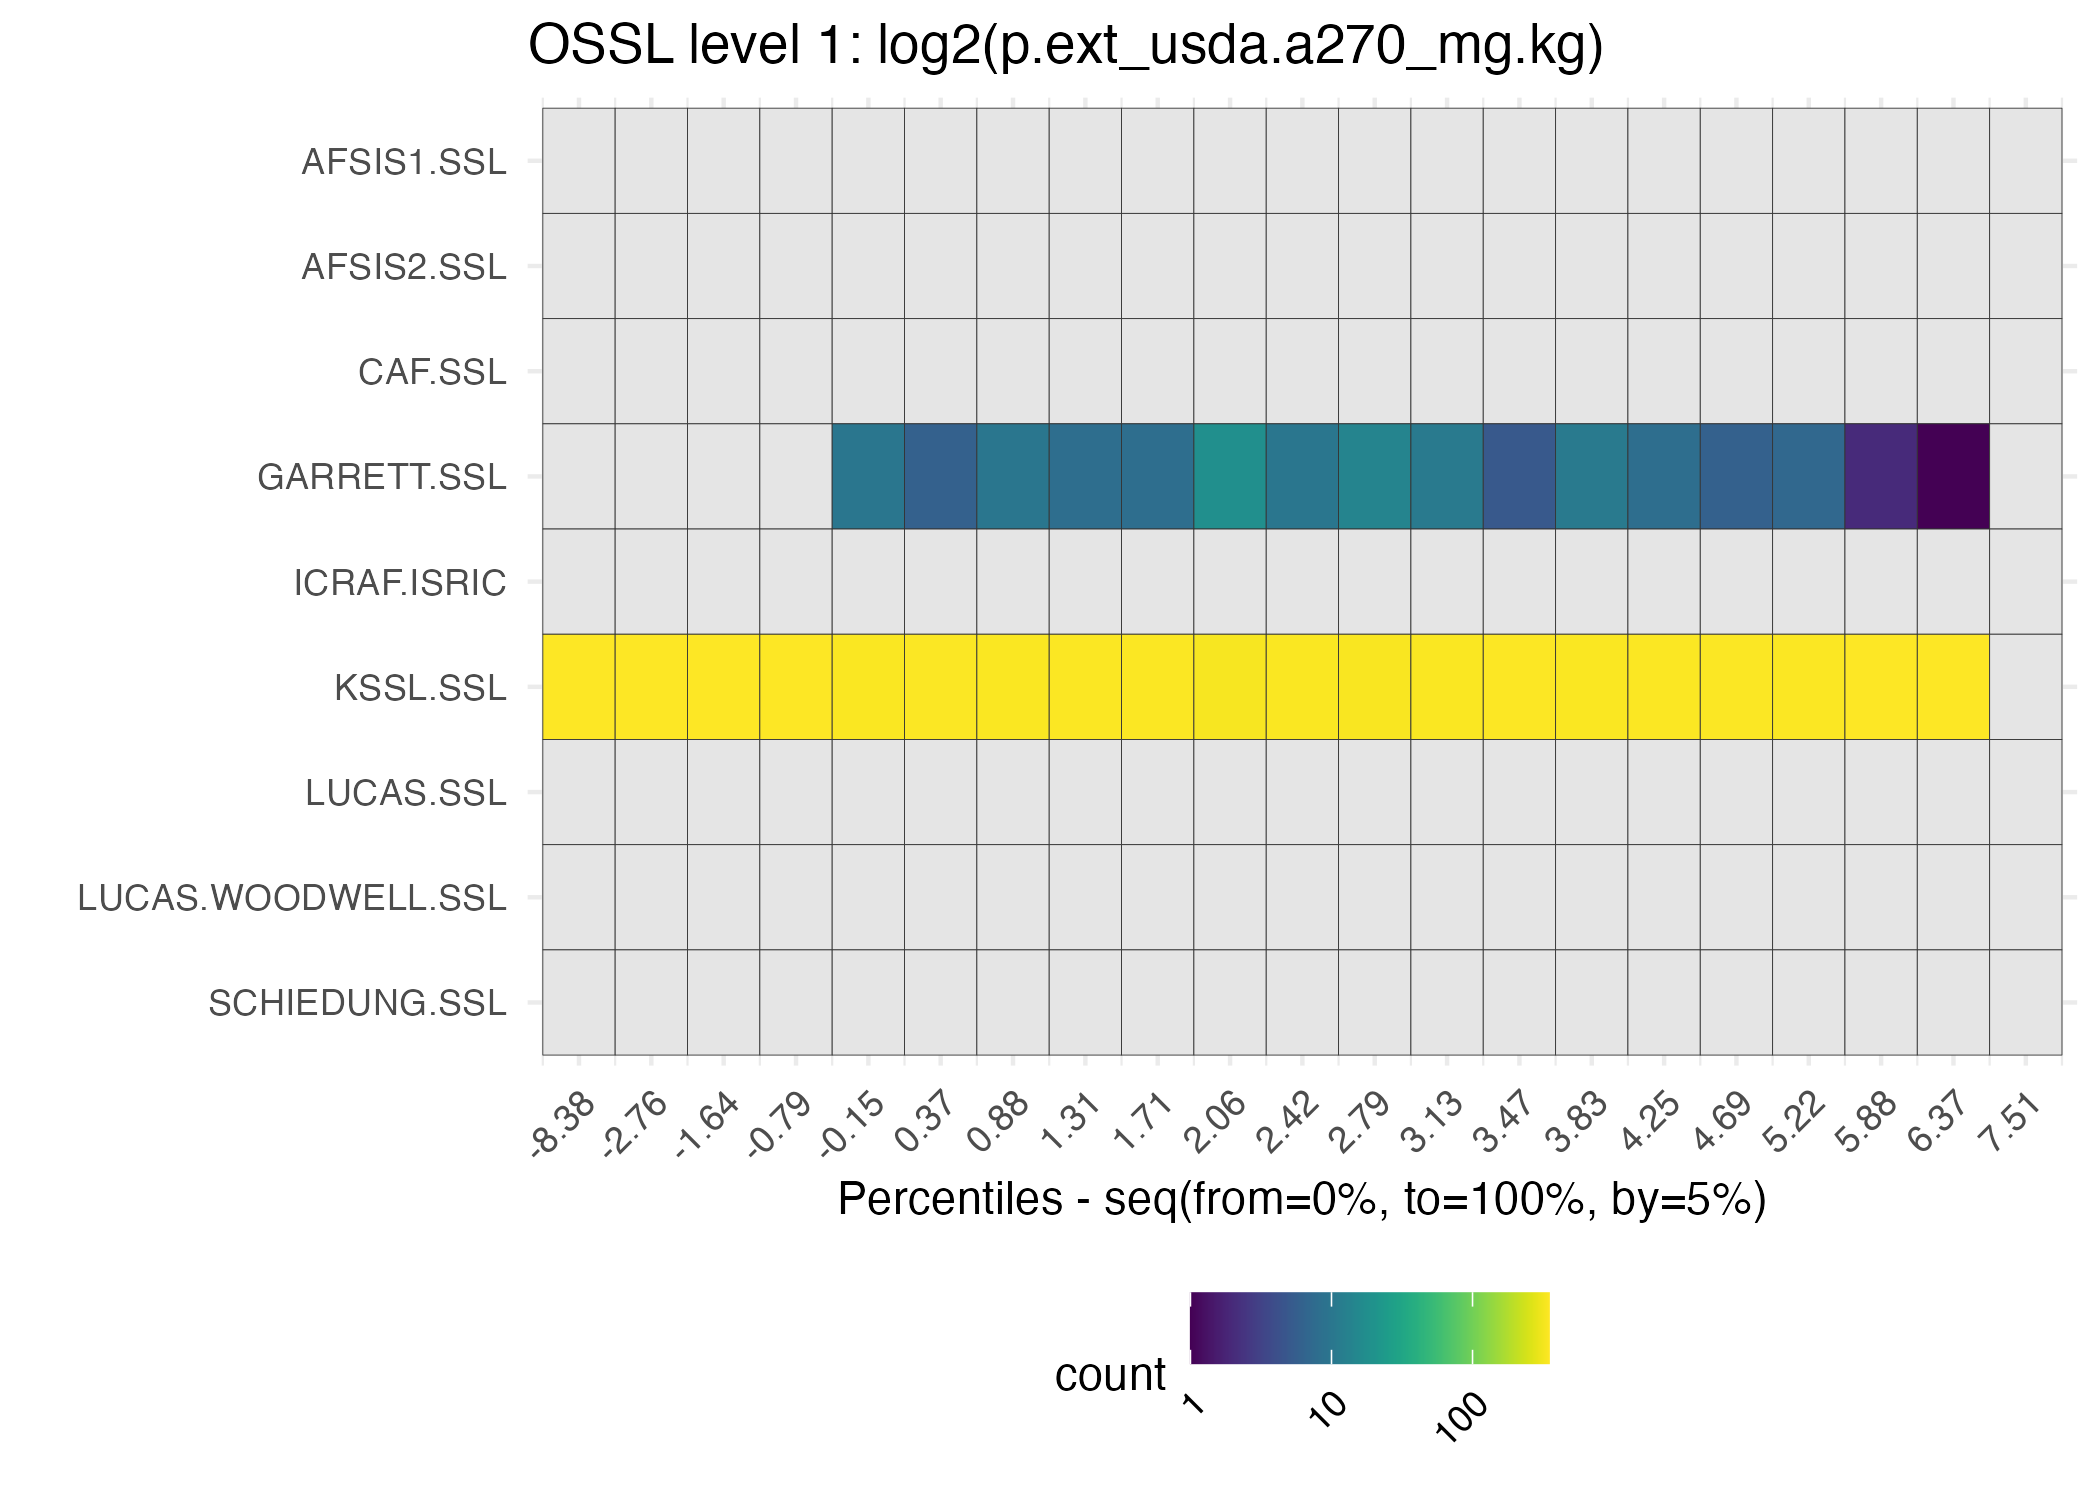 OSSL level 1: log2(p.ext_usda.a270_mg.kg)
AFSIS1.SSL
AFSIS2.SSL
CAF.SSL
GARRETT.SSL
ICRAF.ISRIC
KSSL.SSL
LUCAS.SSL
LUCAS.WOODWELL.SSL
SCHIEDUNG.SSL
-8.38 -2.76 -1.64 -0.79 -0.15 0.37 0.88 1.31 1.71 2.06 2.42 2.79 3.13 3.47 3.83 4.25 4.69 5.22 5.88 6.37 7.51
Percentiles - seq(from=0%, to=100%, by=5%)
count
1 10 100